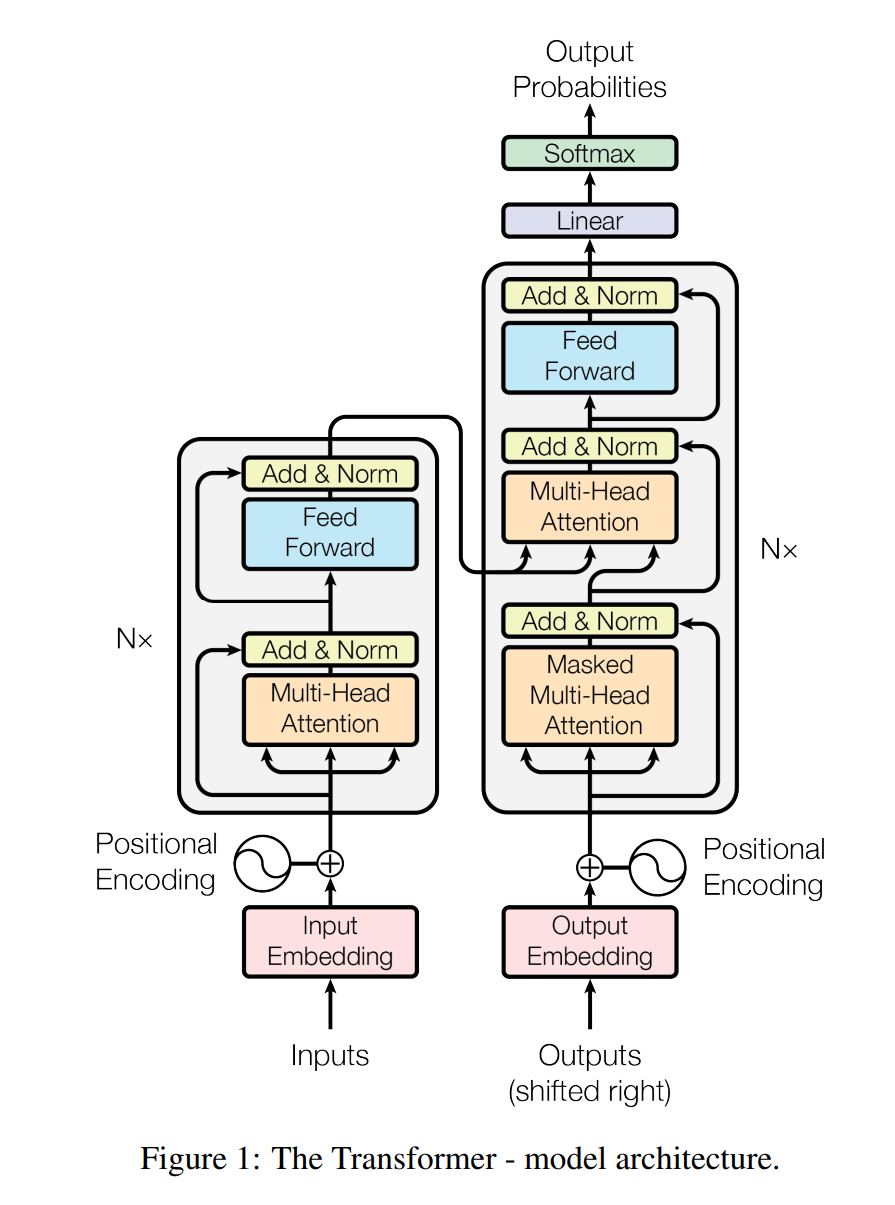 Output
Probabilities
Softmax
Linear
Add & Norm
Feed
Forward
Add & Norm
Multi-Head
Attention
Add & Norm
Masked
Multi-Head
Attention
N×
Add & Norm
Feed
Forward
Add & Norm
Multi-Head
Attention
N×
Positional
Encoding
Positional
Encoding
Input
Embedding
Output
Embedding
Inputs
Outputs
(shifted right)
Figure 1: The Transformer - model architecture.